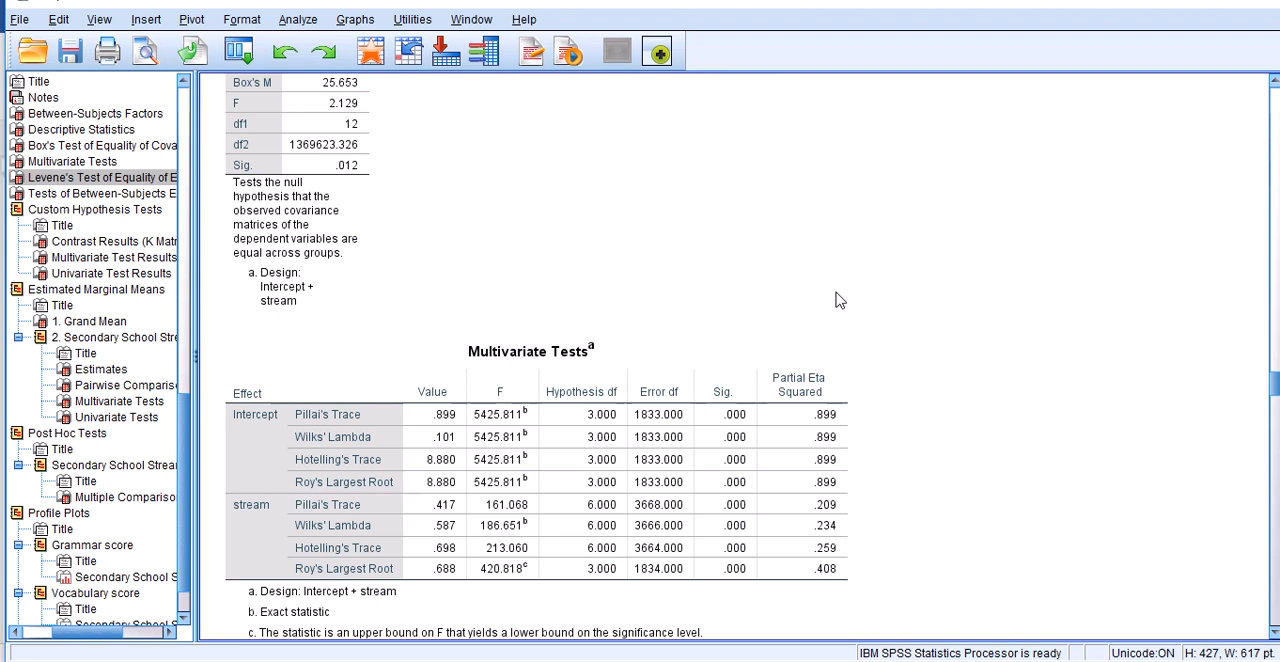 File Edit View Insert Pivot Format Analyze Graphs Utilities Window Help
Title
Notes
Between-Subjects Factors
Descriptive Statistics
Box's Test of Equality of Cova
Multivariate Tests
Levene's Test of Equality of E
Tests of Between-Subjects E
Custom Hypothesis Tests
Title
Contrast Results (K Matr
Multivariate Test Results
Univariate Test Results
Estimated Marginal Means
Title
1. Grand Mean
2. Secondary School Stre
Title
Estimates
Pairwise Comparis
Multivariate Tests
Univariate Tests
Post Hoc Tests
Title
Secondary School Strea
Title
Multiple Compariso
Profile Plots
Title
Grammar score
Title
Secondary School S
Vocabulary score
Title
Secondary School S
Box's M 25.653
F 2.129
df1 12
df2 1369623.326
Sig. .012
Tests the null
hypothesis that the
observed covariance
matrices of the
dependent variables are
equal across groups.
a. Design:
Intercept +
stream
Multivariate Testsa
Effect Value F Hypothesis df Error df Sig. Partial Eta Squared
Intercept Pillai's Trace .899 5425.811b 3.000 1833.000 .000 .899
Wilks' Lambda .101 5425.811b 3.000 1833.000 .000 .899
Hotelling's Trace 8.880 5425.811b 3.000 1833.000 .000 .899
Roy's Largest Root 8.880 5425.811b 3.000 1833.000 .000 .899
stream Pillai's Trace .417 161.068 6.000 3668.000 .000 .209
Wilks' Lambda .587 186.651b 6.000 3666.000 .000 .234
Hotelling's Trace .698 213.060 6.000 3664.000 .000 .259
Roy's Largest Root .688 420.818c 3.000 1834.000 .000 .408
a. Design: Intercept + stream
b. Exact statistic
c. The statistic is an upper bound on F that yields a lower bound on the significance level.
IBM SPSS Statistics Processor is ready Unicode:ON H: 427, W: 617 pt.